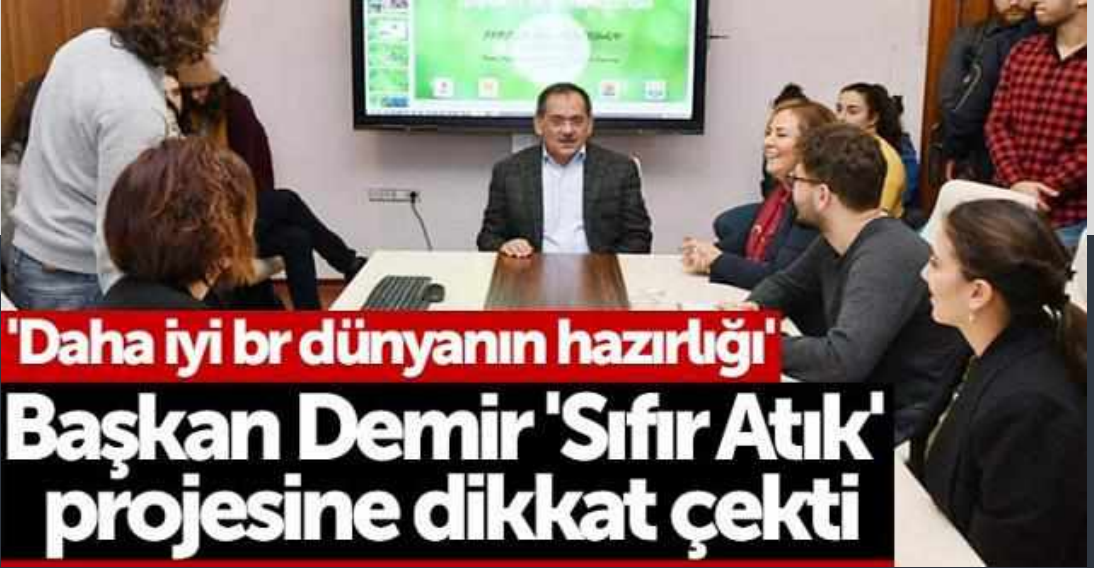 'Daha iyi br dünyanın hazırlığı'
Başkan Demir 'Sıfır Atık'
projesine dikkat çekti